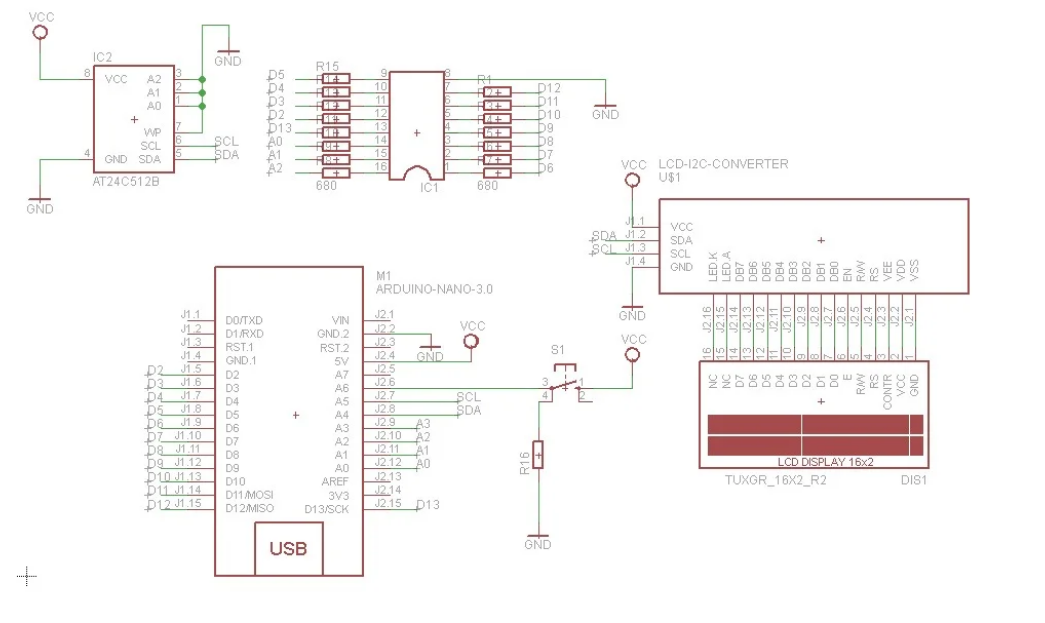 VCC
IC2
8 VCC A2 3
A1 2
A0 1
WP 7
SCL 6 SCL
4 GND SDA 5 SDA
AT24C512B
GND
GND
R15
D5 9
D4 10
D3 11
D2 12
D13 13
A0 14
A1 15
A2 16
680
IC1
8
7 D12
6 D11
5 D10
4 D9
3 D8
2 D7
1 D6
R1
680
GND
VCC
LCD-I2C-CONVERTER
U$1
J1.1 VCC
SDA J1.2 SDA
SCL J1.3 SCL
J1.4 GND
GND
LED.K LED.A DB7 DB6 DB5 DB4 DB3 DB2 DB1 DB0 EN R/W RS VEE VDD VSS
J2.16 J2.15 J2.14 J2.13 J2.12 J2.11 J2.10 J2.9 J2.8 J2.7 J2.6 J2.5 J2.4 J2.3 J2.2 J2.1
16 15 14 13 12 11 10 9 8 7 6 5 4 3 2 1
NC NC D7 D6 D5 D4 D3 D2 D1 D0 E R/W RS CONTR VCC GND
LCD DISPLAY 16x2
TUXGR_16X2_R2 DIS1
M1
ARDUINO-NANO-3.0
J1.1 D0/TXD VIN J2.1
J1.2 D1/RXD GND.2 J2.2
J1.3 RST.1 RST.2 J2.3
J1.4 GND.1 5V J2.4
D2 J1.5 D2 A7 J2.5
D3 J1.6 D3 A6 J2.6
D4 J1.7 D4 A5 J2.7 SCL
D5 J1.8 D5 A4 J2.8 SDA
D6 J1.9 D6 A3 J2.9 A3
D7 J1.10 D7 A2 J2.10 A2
D8 J1.11 D8 A1 J2.11 A1
D9 J1.12 D9 A0 J2.12 A0
D10 J1.13 D10 AREF J2.13
D11 J1.14 D11/MOSI 3V3 J2.14
D12 J1.15 D12/MISO D13/SCK J2.15 D13
USB
GND
VCC
S1
3 1
4 2
VCC
R16
GND